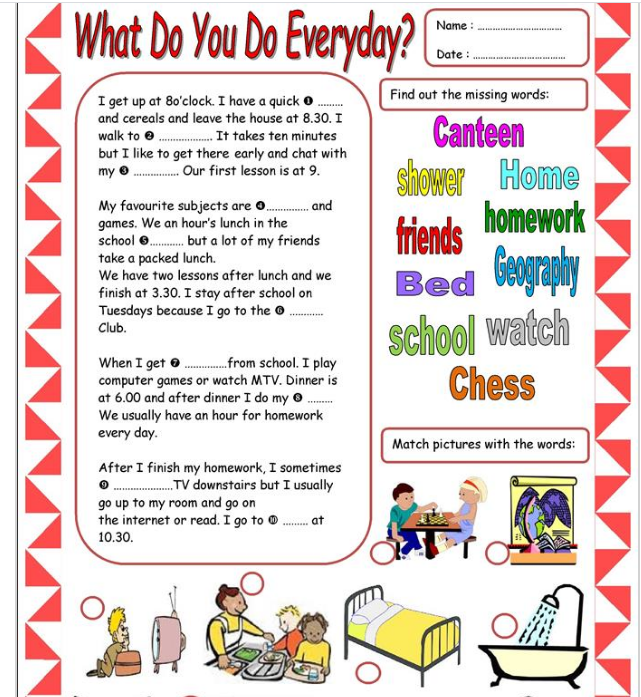 What Do You Do Everyday?
Name : ..............................
Date : ..................................
I get up at 8o'clock. I have a quick ❶ .........
and cereals and leave the house at 8.30. I
walk to ❷ ................... It takes ten minutes
but I like to get there early and chat with
my ❸ ................ Our first lesson is at 9.
My favourite subjects are ❹............... and
games. We an hour's lunch in the
school ❺............ but a lot of my friends
take a packed lunch.
We have two lessons after lunch and we
finish at 3.30. I stay after school on
Tuesdays because I go to the ❻ ............
Club.
When I get ❼ ...............from school. I play
computer games or watch MTV. Dinner is
at 6.00 and after dinner I do my ❽ .........
We usually have an hour for homework
every day.
After I finish my homework, I sometimes
❾ .....................TV downstairs but I usually
go up to my room and go on
the internet or read. I go to ❿ ......... at
10.30.
Find out the missing words:
Canteen
shower
Home
friends
homework
Bed
Geography
school
watch
Chess
Match pictures with the words: